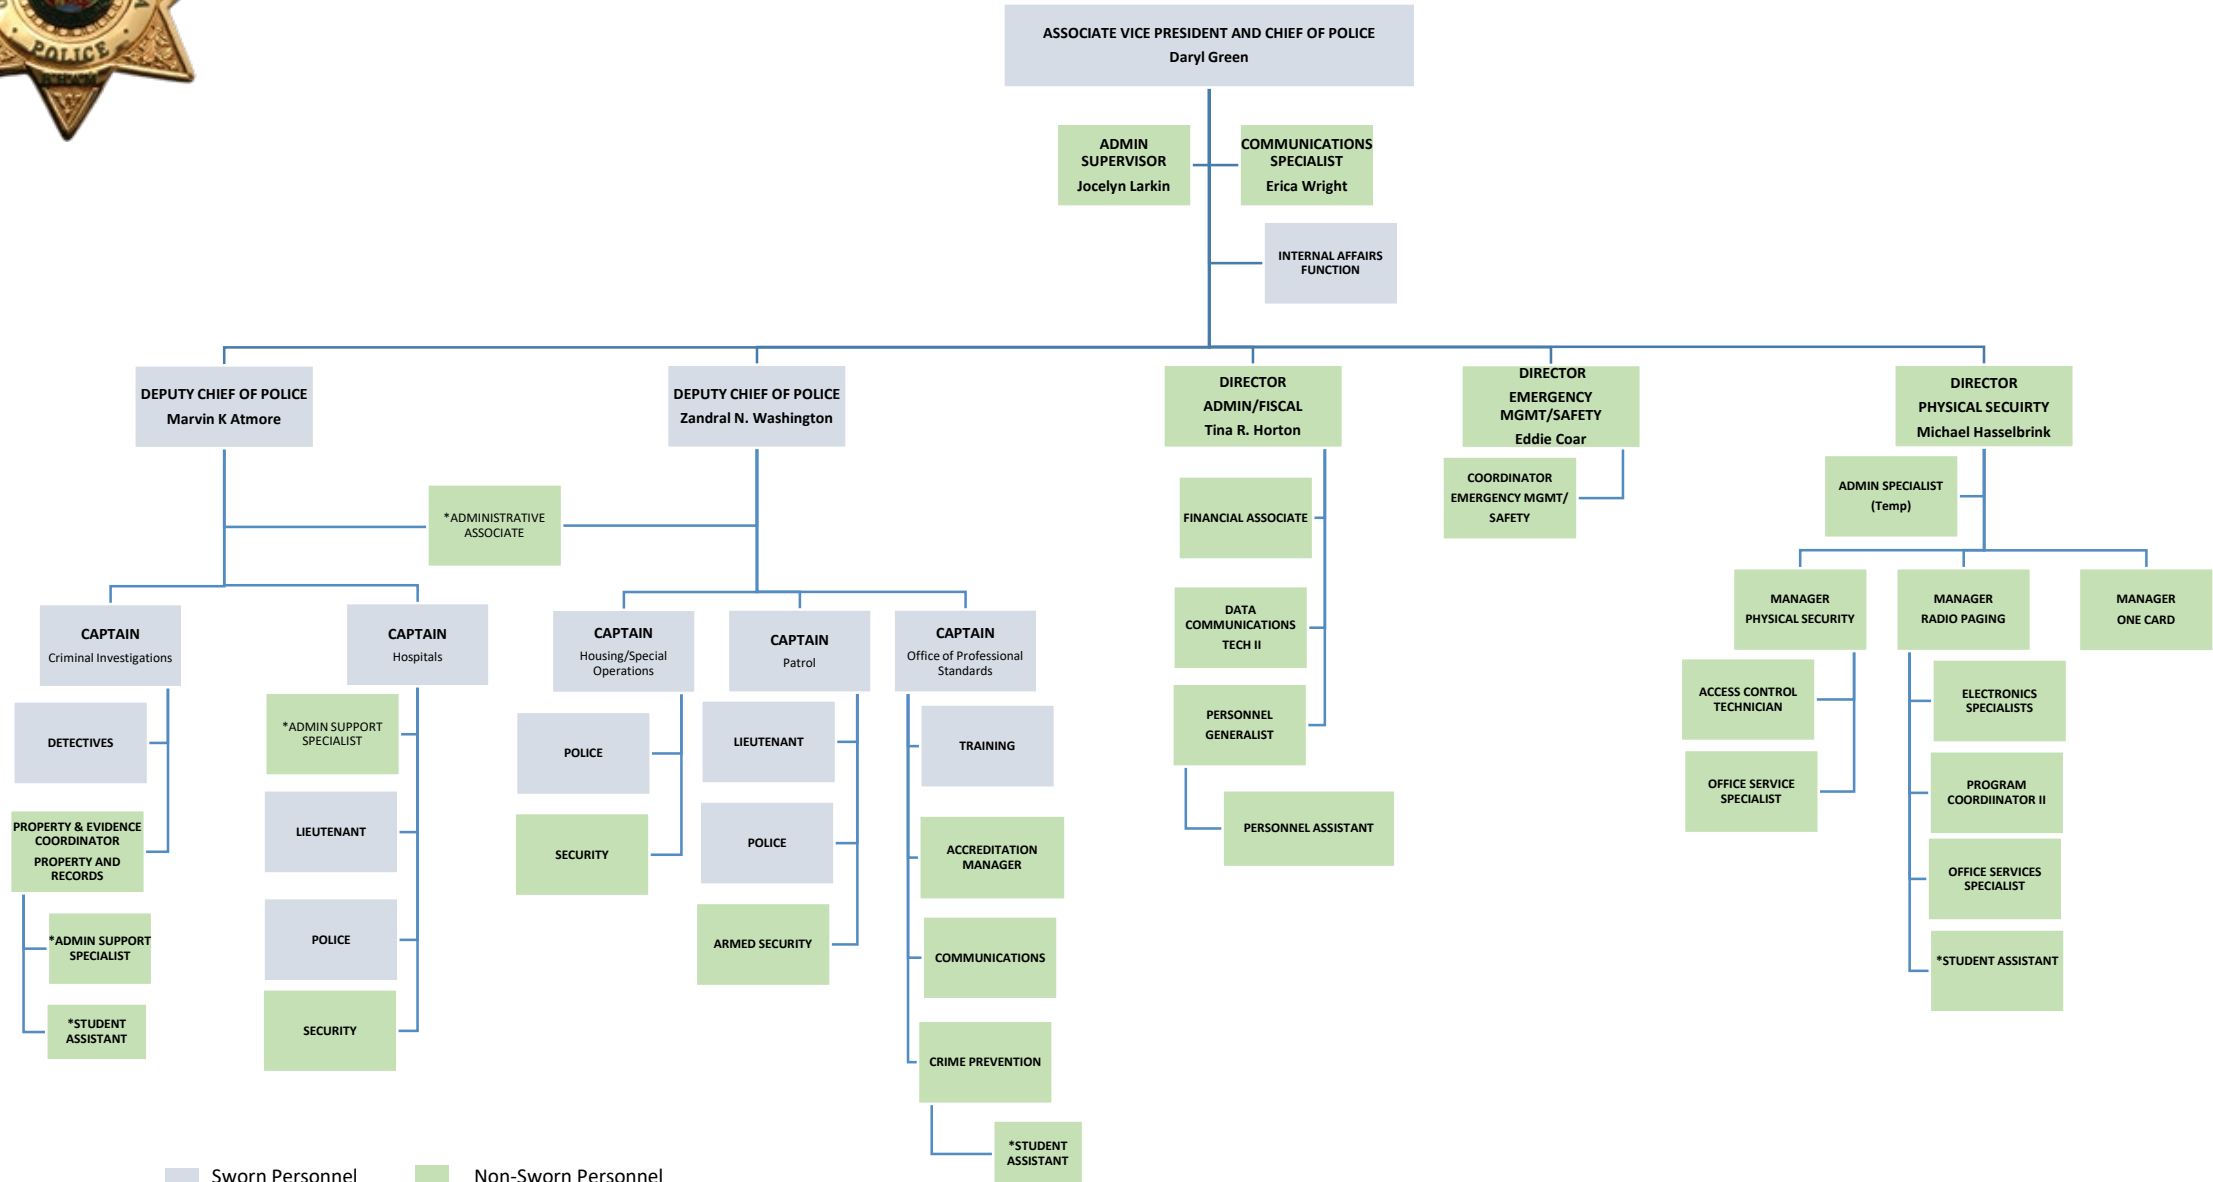 POLICE
ASSOCIATE VICE PRESIDENT AND CHIEF OF POLICE
Daryl Green
ADMIN
SUPERVISOR
Jocelyn Larkin
COMMUNICATIONS
SPECIALIST
Erica Wright
INTERNAL AFFAIRS
FUNCTION
DEPUTY CHIEF OF POLICE
Marvin K Atmore
DEPUTY CHIEF OF POLICE
Zandral N. Washington
DIRECTOR
ADMIN/FISCAL
Tina R. Horton
DIRECTOR
EMERGENCY
MGMT/SAFETY
Eddie Coar
DIRECTOR
PHYSICAL SECUIRTY
Michael Hasselbrink
*ADMINISTRATIVE
ASSOCIATE
FINANCIAL ASSOCIATE
DATA
COMMUNICATIONS
TECH II
PERSONNEL
GENERALIST
PERSONNEL ASSISTANT
COORDINATOR
EMERGENCY MGMT/
SAFETY
ADMIN SPECIALIST
(Temp)
MANAGER
PHYSICAL SECURITY
MANAGER
RADIO PAGING
MANAGER
ONE CARD
ACCESS CONTROL
TECHNICIAN
OFFICE SERVICE
SPECIALIST
ELECTRONICS
SPECIALISTS
PROGRAM
COORDIINATOR II
OFFICE SERVICES
SPECIALIST
*STUDENT ASSISTANT
CAPTAIN
Criminal Investigations
DETECTIVES
PROPERTY & EVIDENCE
COORDINATOR
PROPERTY AND
RECORDS
*ADMIN SUPPORT
SPECIALIST
*STUDENT
ASSISTANT
CAPTAIN
Hospitals
*ADMIN SUPPORT
SPECIALIST
LIEUTENANT
POLICE
SECURITY
CAPTAIN
Housing/Special
Operations
POLICE
SECURITY
CAPTAIN
Patrol
LIEUTENANT
POLICE
ARMED SECURITY
CAPTAIN
Office of Professional
Standards
TRAINING
ACCREDITATION
MANAGER
COMMUNICATIONS
CRIME PREVENTION
*STUDENT
ASSISTANT
Sworn Personnel
Non-Sworn Personnel